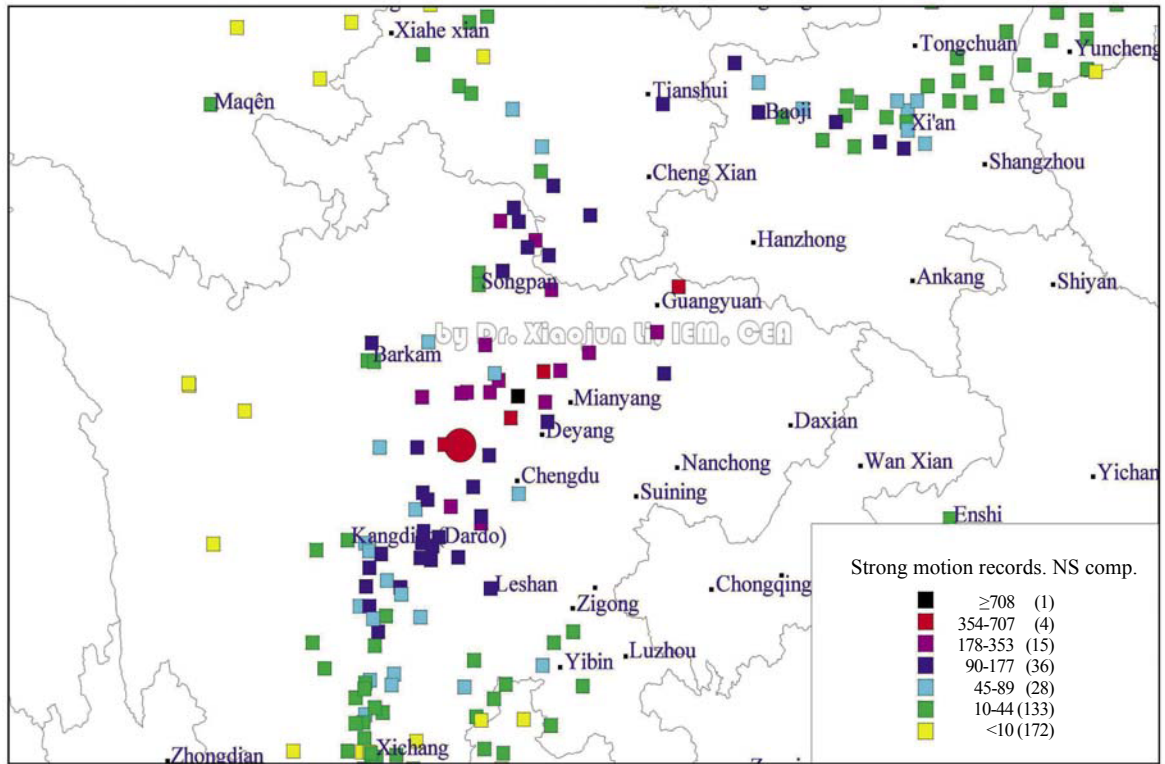 Xiahe xian
Tongchuan
Yuncheng
Maqên
Tianshui
Baoji
Xi'an
Shangzhou
Cheng Xian
Hanzhong
Songpan
Ankang
Shiyan
Guangyuan
by Dr. Xiaojun Li, IEM, CEA
Barkam
Mianyang
Daxian
Deyang
Wan Xian
Nanchong
Yichan
Chengdu
Suining
Enshi
(Dardo)
Leshan
Chongqing
Zigong
Luzhou
Yibin
Xichang
Zhongdian
Strong motion records. NS comp.
≥708 (1)
354-707 (4)
178-353 (15)
90-177 (36)
45-89 (28)
10-44 (133)
<10 (172)